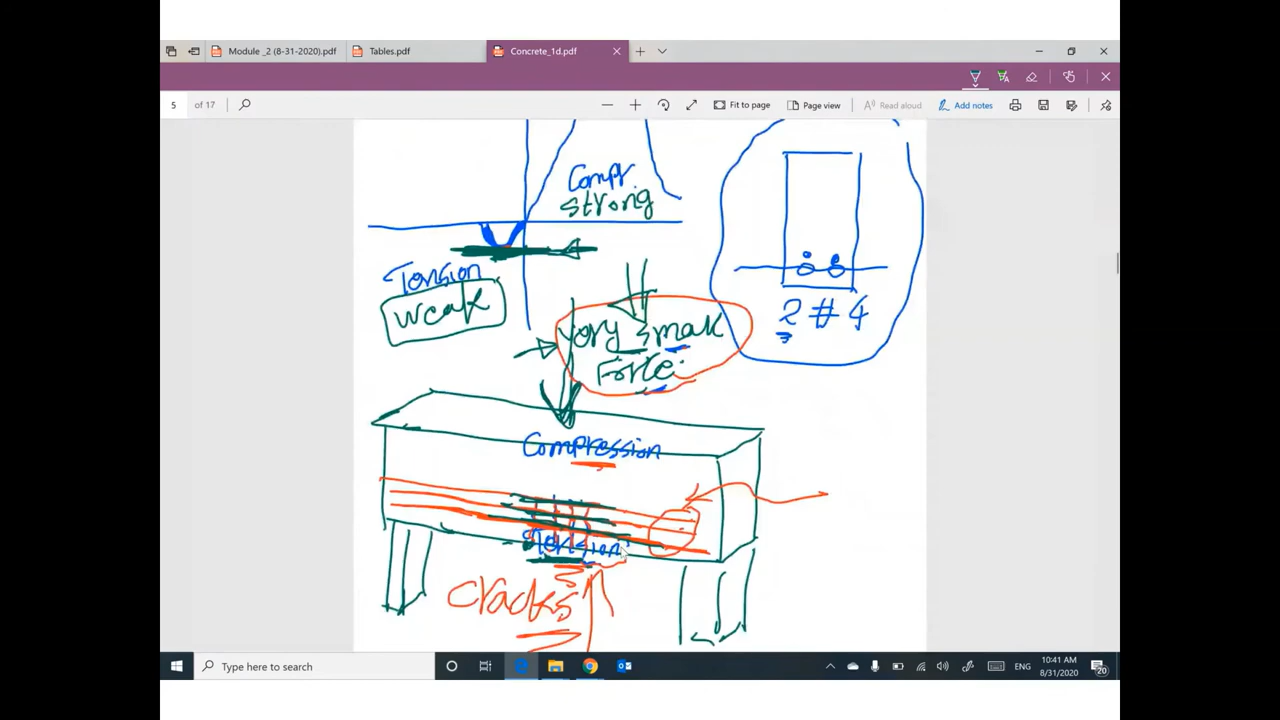 Module _2 (8-31-2020).pdf
Tables.pdf
Concrete_1d.pdf
5 of 17
Fit to page
Page view
Read aloud
Add notes
Compr
strong
Tension
Weak
2 # 4
Very small
Force
Compression
Tension
Cracks
Type here to search
ENG
10:41 AM
8/31/2020
20